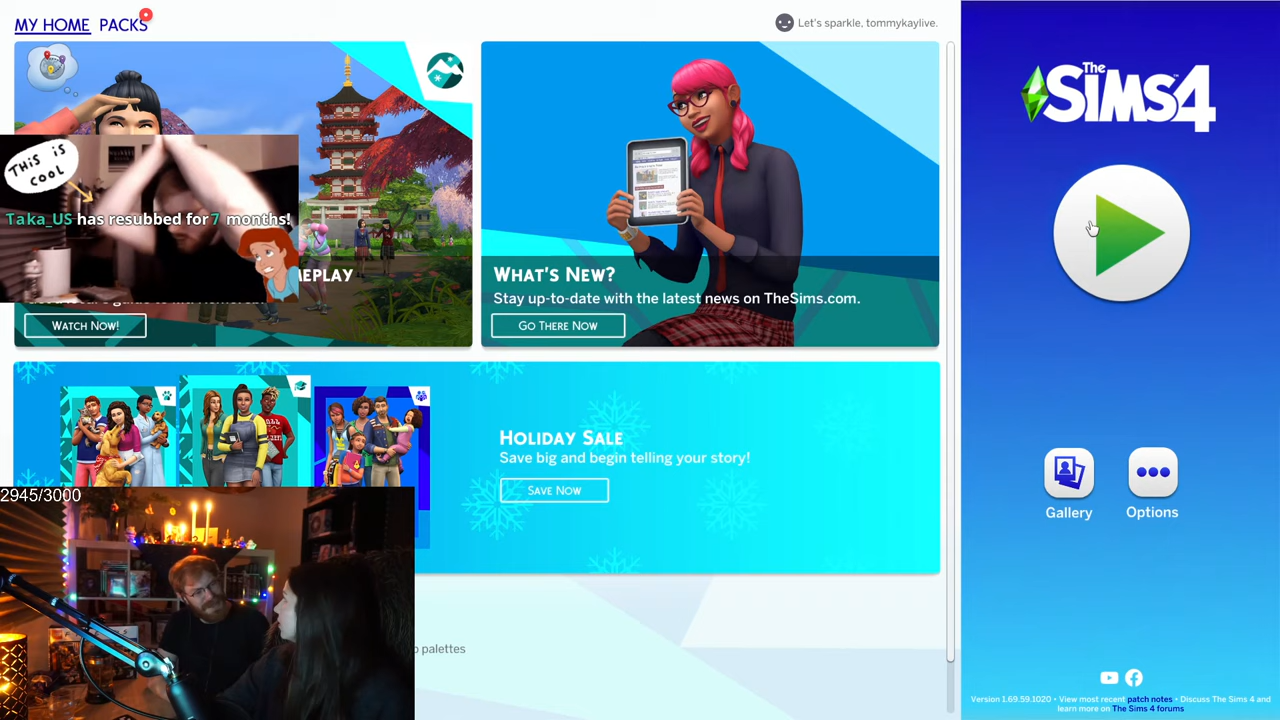 MY HOME PACKS
Let's sparkle, tommykaylive.
THIS IS
COOL
Taka_US has resubbed for 7 months!
WATCH NOW!
WHAT'S NEW?
Stay up-to-date with the latest news on TheSims.com.
GO THERE NOW
HOLIDAY SALE
Save big and begin telling your story!
SAVE NOW
2945/3000
palettes
The
SiMS4
Gallery
Options
Version 1.69.59.1020 • View most recent patch notes • Discuss The Sims 4 and
learn more on The Sims 4 forums